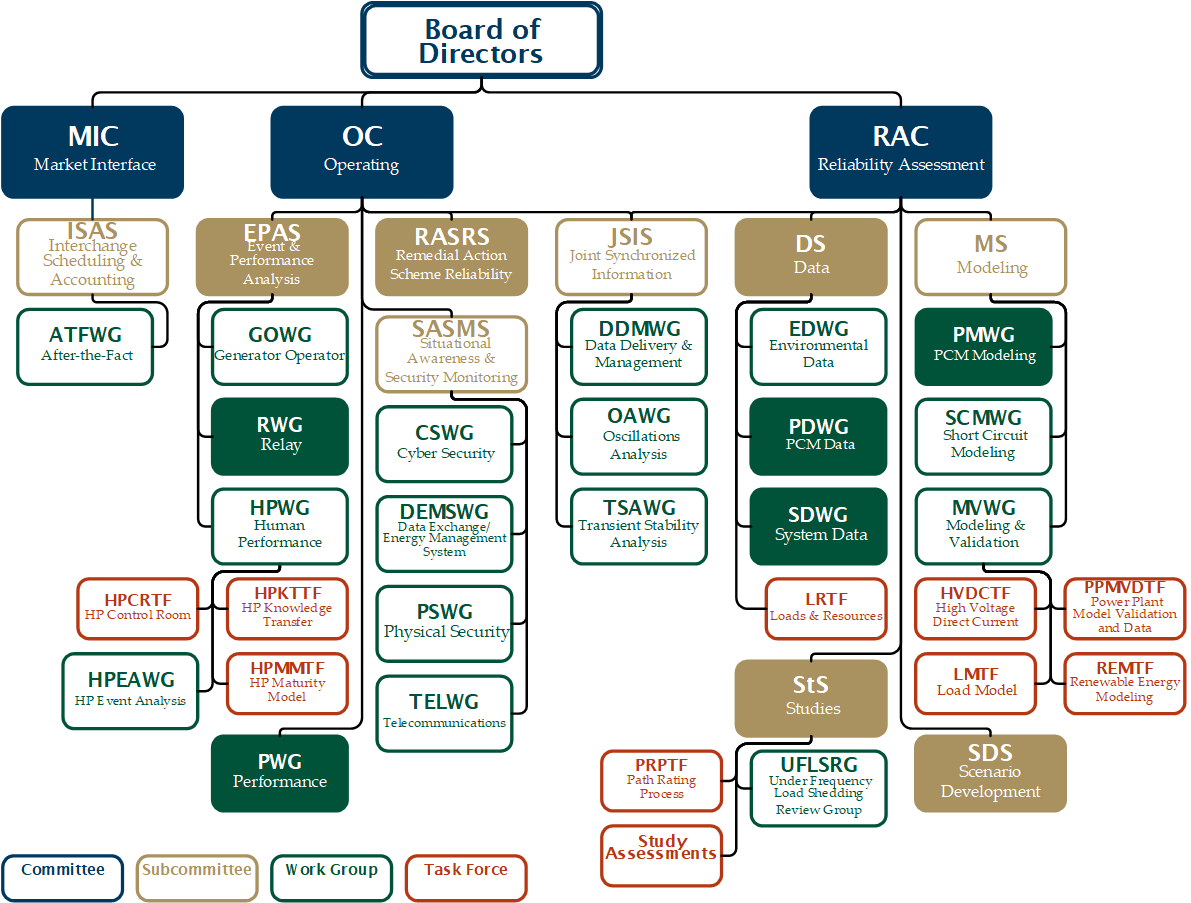 Board of
Directors
MIC
Market Interface
OC
Operating
RAC
Reliability Assessment
ISAS
Interchange
Scheduling &
Accounting
EPAS
Event &
Performance
Analysis
RASRS
Remedial Action
Scheme Reliability
JSIS
Joint Synchronized
Information
DS
Data
MS
Modeling
ATFWG
After-the-Fact
GOWG
Generator Operator
SASMS
Situational
Awareness &
Security Monitoring
DDMWG
Data Delivery &
Management
EDWG
Environmental
Data
PMWG
PCM Modeling
RWG
Relay
CSWG
Cyber Security
OAWG
Oscillations
Analysis
PDWG
PCM Data
SCMWG
Short Circuit
Modeling
HPWG
Human
Performance
DEMSWG
Data Exchange/
Energy Management
System
TSAWG
Transient Stability
Analysis
SDWG
System Data
MVWG
Modeling &
Validation
HPCRTF
HP Control Room
HPKTTF
HP Knowledge
Transfer
PSWG
Physical Security
LRTF
Loads & Resources
HVDCTF
High Voltage
Direct Current
PPMVDTF
Power Plant
Model Validation
and Data
HPEAWG
HP Event Analysis
HPMMTF
HP Maturity
Model
TELWG
Telecommunications
StS
Studies
LMTF
Load Model
REMTF
Renewable Energy
Modeling
PWG
Performance
PRPTF
Path Rating
Process
UFLSRG
Under Frequency
Load Shedding
Review Group
SDS
Scenario
Development
Study
Assessments
Committee
Subcommittee
Work Group
Task Force